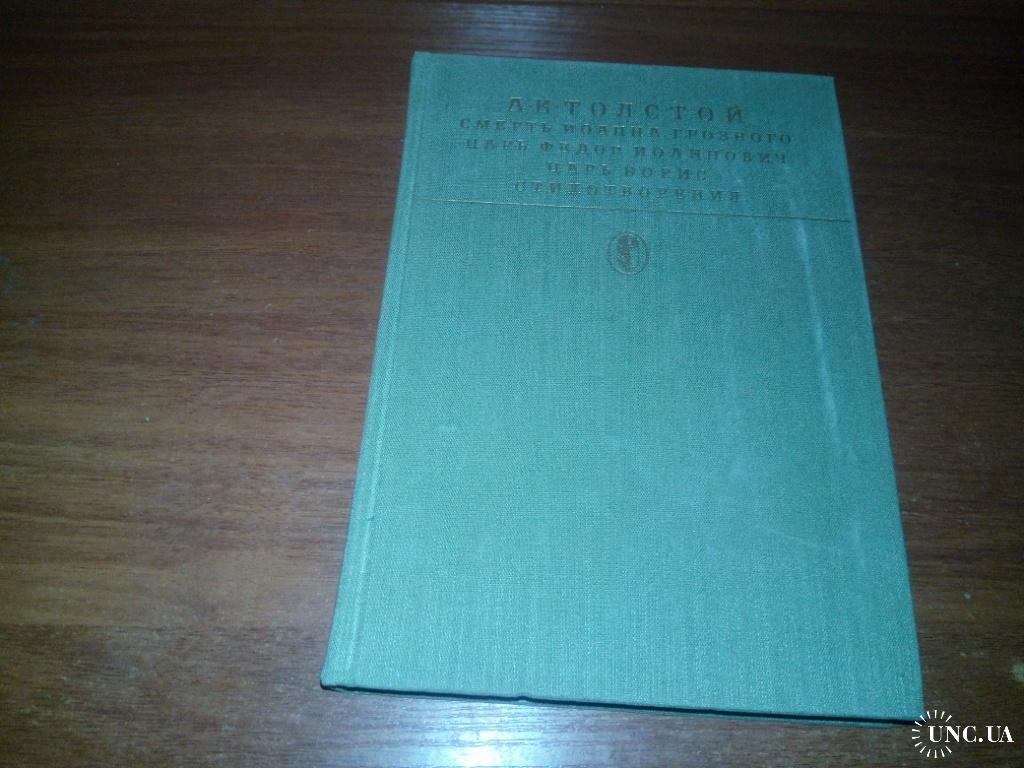 А·К·ТОЛСТОЙ
СМЕРТЬ ИОАННА ГРОЗНОГО
ЦАРЬ ФЕДОР ИОАННОВИЧ
ЦАРЬ БОРИС
СТИХОТВОРЕНИЯ
UNC.UA